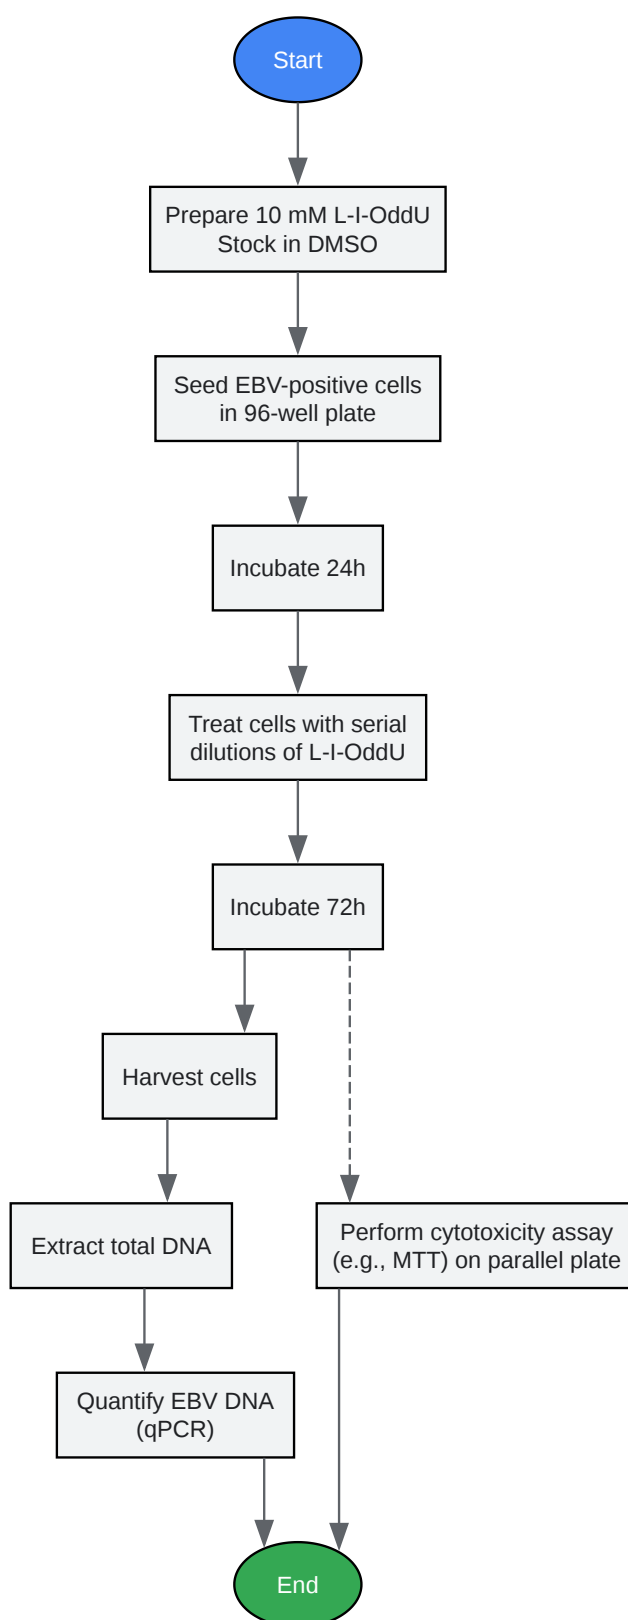 Start
Prepare 10 mM L-I-OddU
Stock in DMSO
Seed EBV-positive cells
in 96-well plate
Incubate 24h
Treat cells with serial
dilutions of L-I-OddU
Incubate 72h
Harvest cells
Extract total DNA
Perform cytotoxicity assay
(e.g., MTT) on parallel plate
Quantify EBV DNA
(qPCR)
End